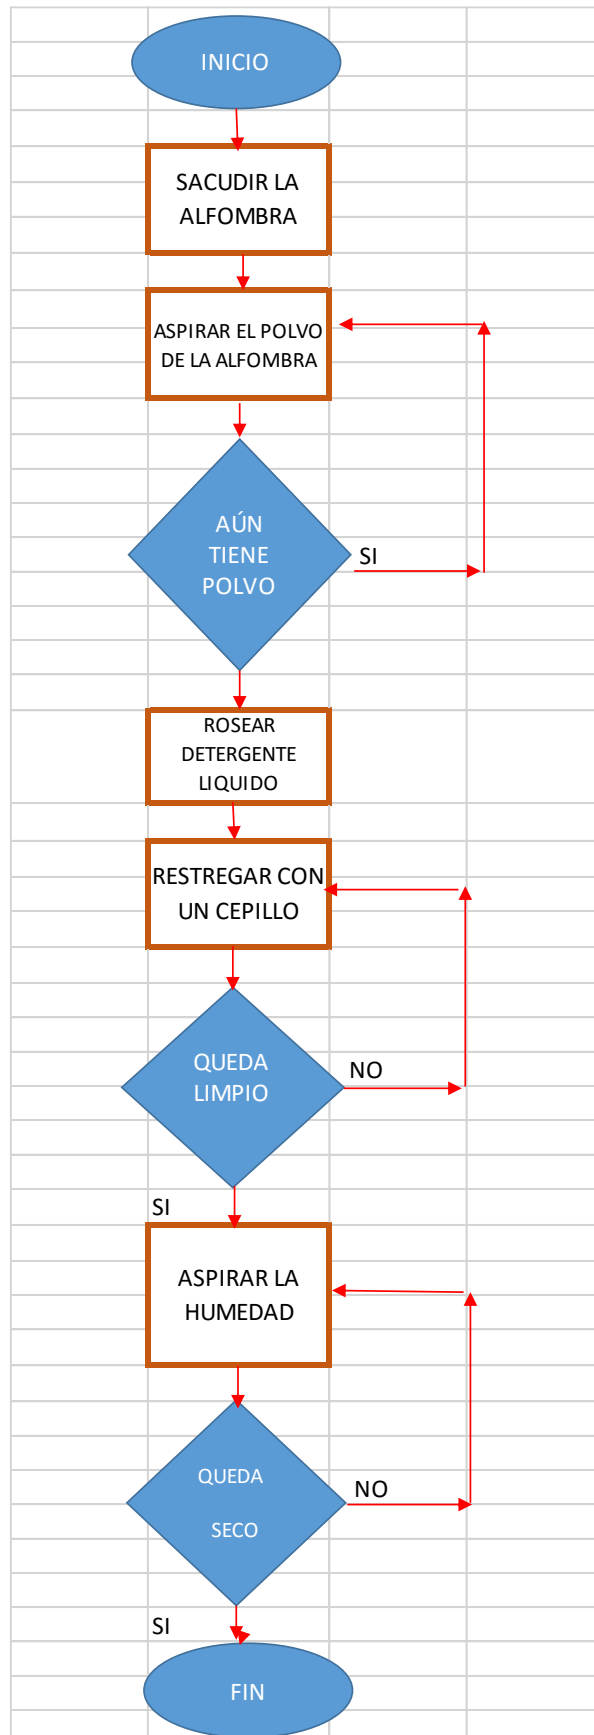 INICIO
SACUDIR LA
ALFOMBRA
ASPIRAR EL POLVO
DE LA ALFOMBRA
AÚN
TIENE
POLVO
SI
ROSEAR
DETERGENTE
LIQUIDO
RESTREGAR CON
UN CEPILLO
QUEDA
LIMPIO
NO
SI
ASPIRAR LA
HUMEDAD
QUEDA
SECO
NO
SI
FIN